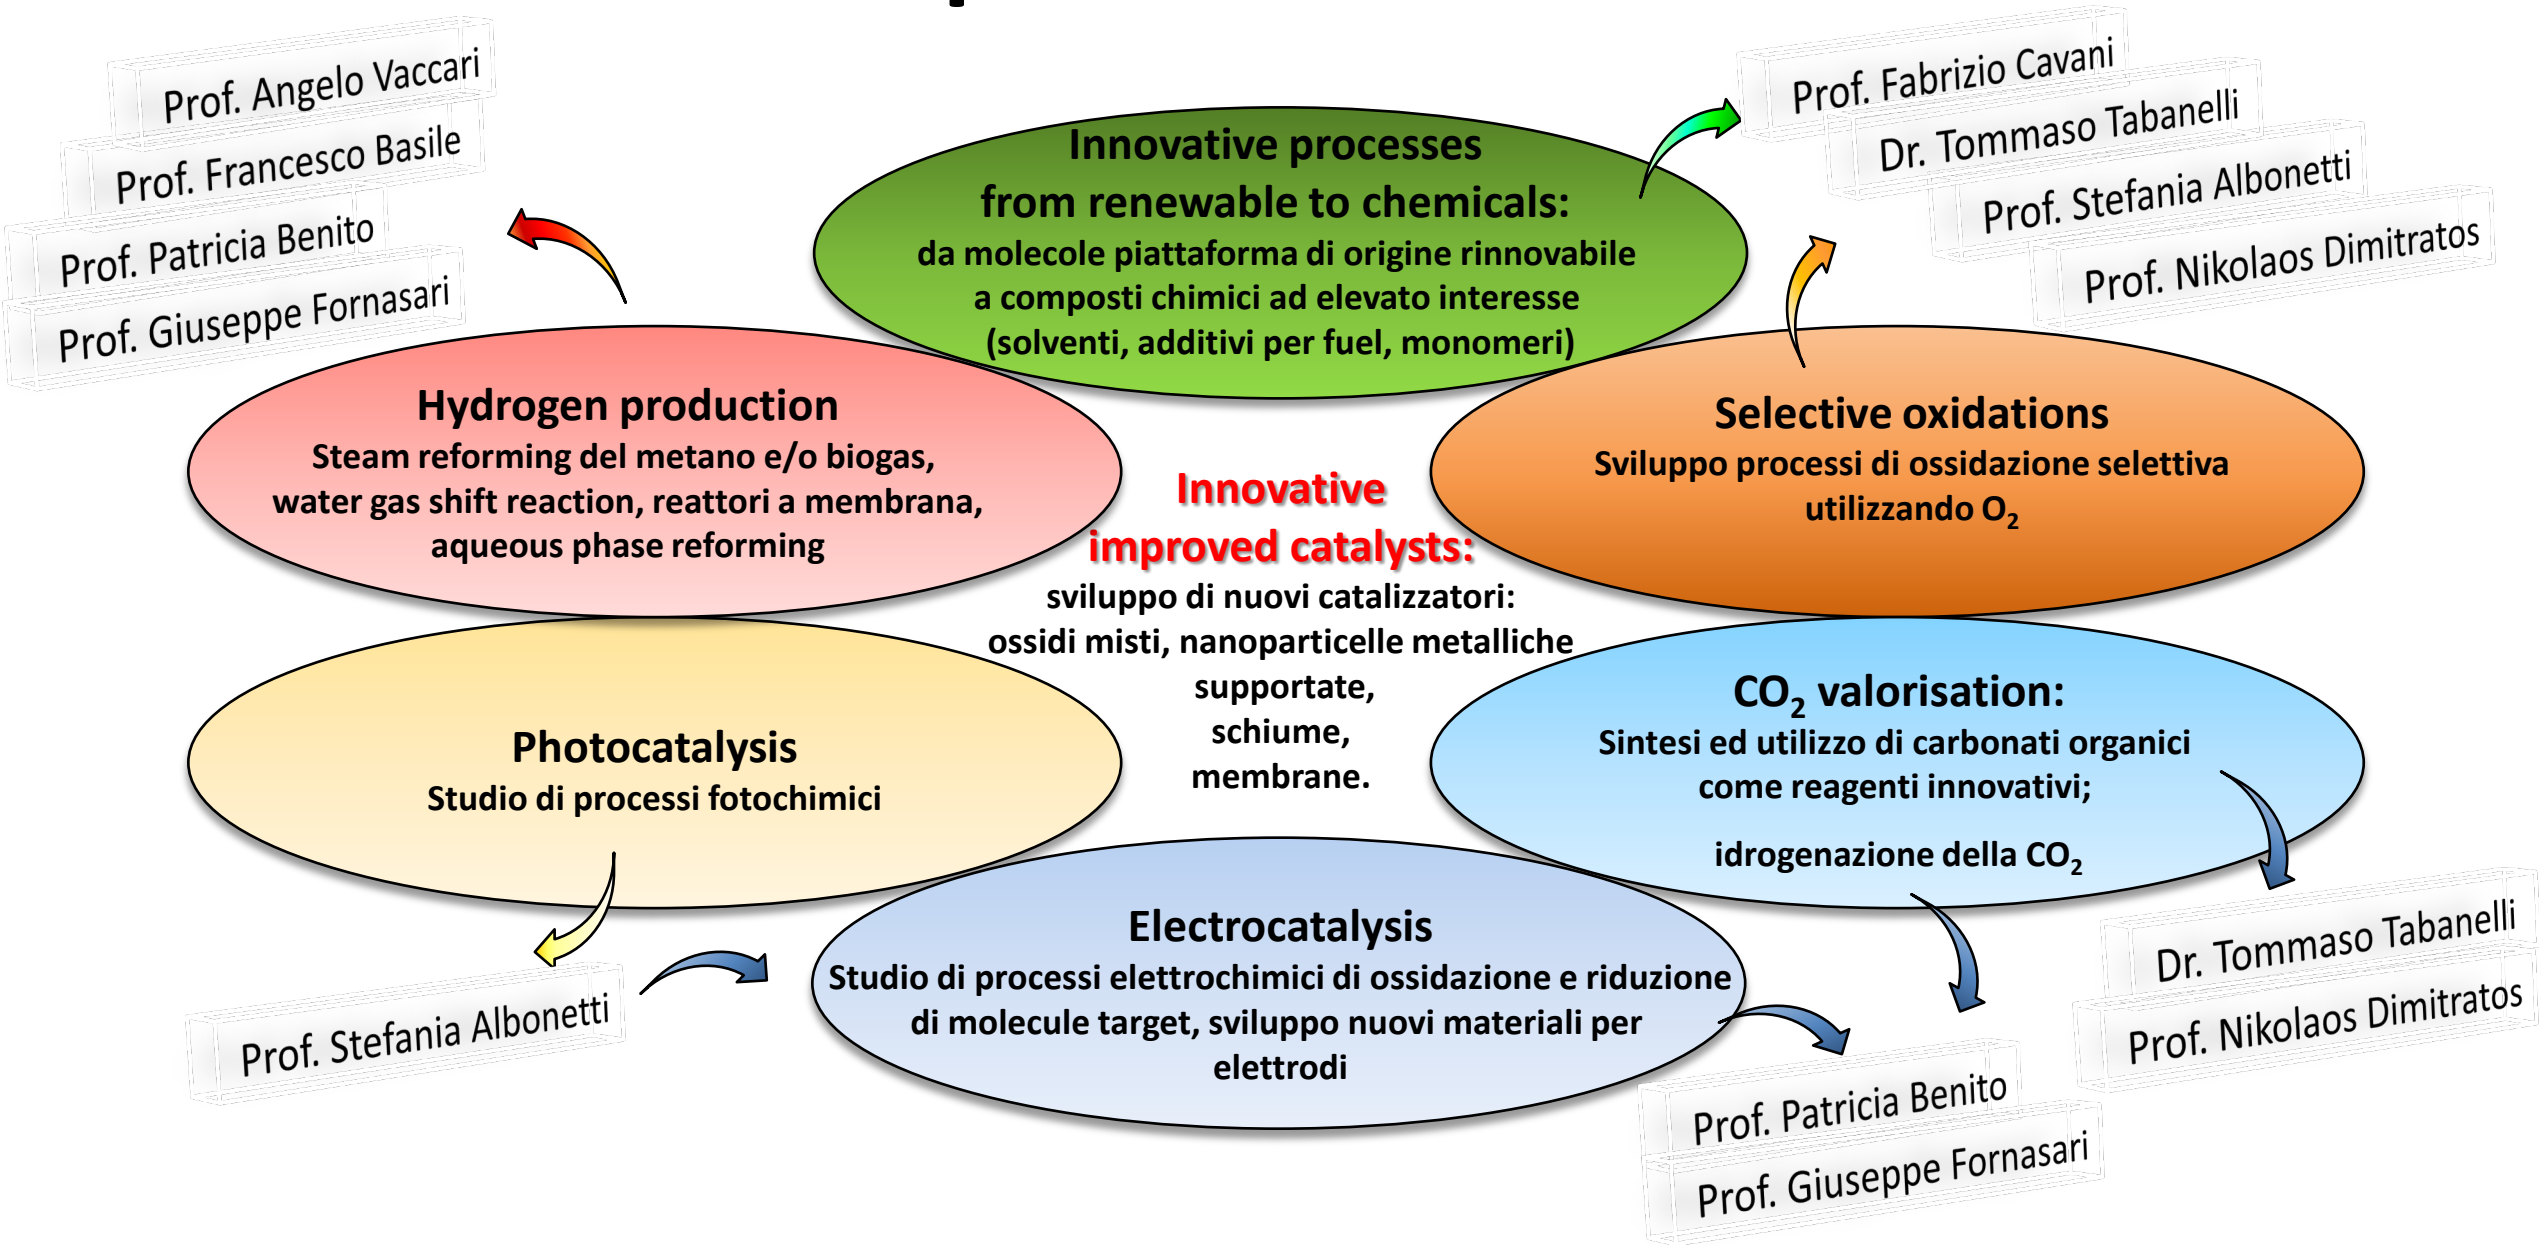 Prof. Angelo Vaccari
Prof. Francesco Basile
Prof. Patricia Benito
Prof. Giuseppe Fornasari
Prof. Fabrizio Cavani
Dr. Tommaso Tabanelli
Prof. Stefania Albonetti
Prof. Nikolaos Dimitratos
Innovative processes
from renewable to chemicals:
da molecole piattaforma di origine rinnovabile
a composti chimici ad elevato interesse
(solventi, additivi per fuel, monomeri)
Hydrogen production
Steam reforming del metano e/o biogas,
water gas shift reaction, reattori a membrana,
aqueous phase reforming
Selective oxidations
Sviluppo processi di ossidazione selettiva
utilizzando O₂
Innovative
improved catalysts:
sviluppo di nuovi catalizzatori:
ossidi misti, nanoparticelle metalliche
supportate,
schiume,
membrane.
Photocatalysis
Studio di processi fotochimici
CO₂ valorisation:
Sintesi ed utilizzo di carbonati organici
come reagenti innovativi;
idrogenazione della CO₂
Electrocatalysis
Studio di processi elettrochimici di ossidazione e riduzione
di molecule target, sviluppo nuovi materiali per
elettrodi
Prof. Stefania Albonetti
Dr. Tommaso Tabanelli
Prof. Nikolaos Dimitratos
Prof. Patricia Benito
Prof. Giuseppe Fornasari